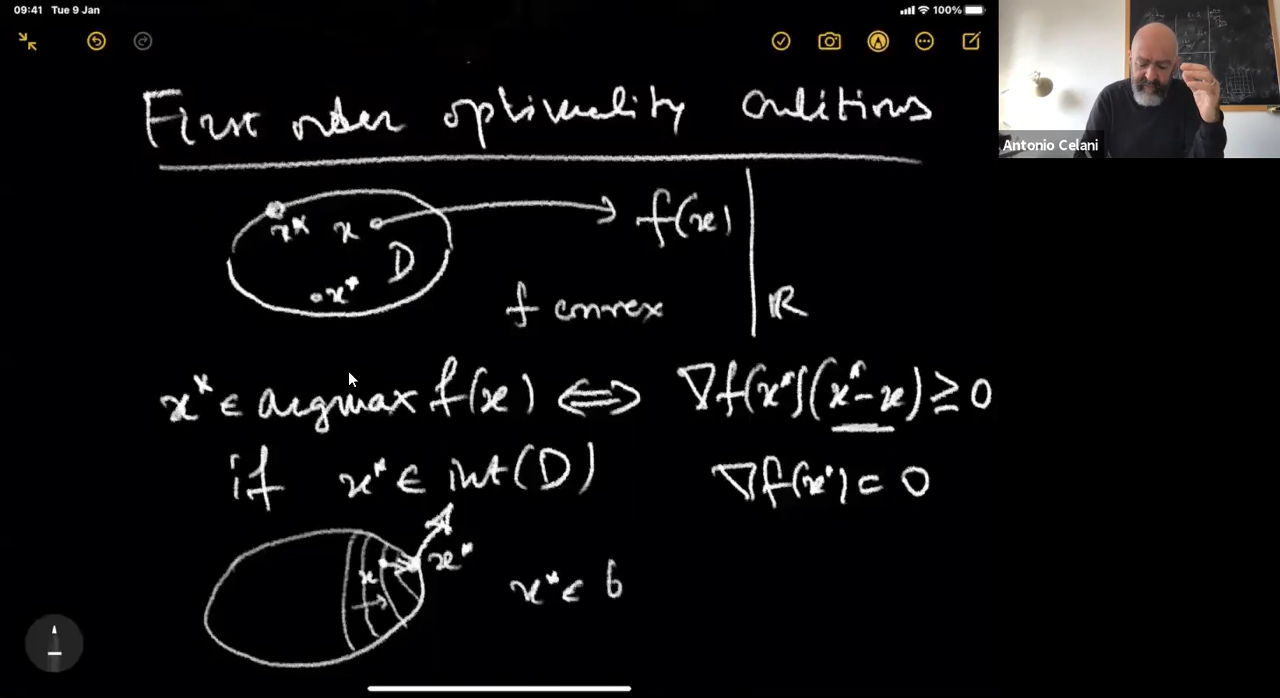 09:41 Tue 9 Jan 100%
First order optimality conditions
x* x D x*
f(x)
f convex
ℝ
x* ∈ argmax f(x) ⇔ ∇f(x*)(x*-x) ≥ 0
if x* ∈ int(D) ∇f(x*) = 0
x x*
x* ∈ b
Antonio Celani